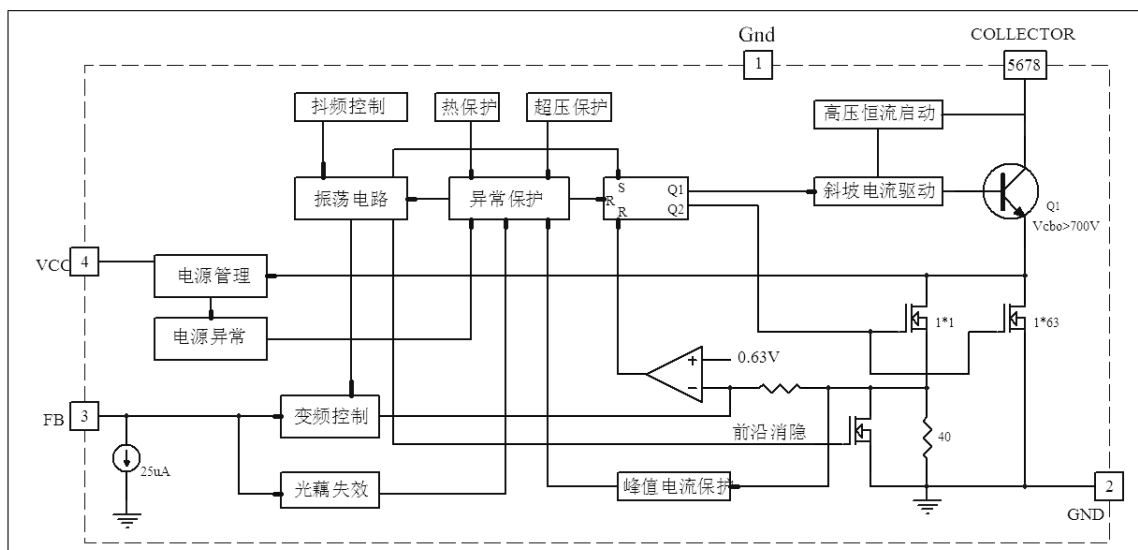 Gnd
COLLECTOR
1
5678
抖频控制
热保护
超压保护
高压恒流启动
振荡电路
异常保护
S
R
R
Q1
Q2
斜坡电流驱动
Q1
Vcbo>700V
VCC
4
电源管理
电源异常
1*1
1*63
+
0.63V
-
FB
3
变频控制
前沿消隐
40
25uA
光藕失效
峰值电流保护
2
GND